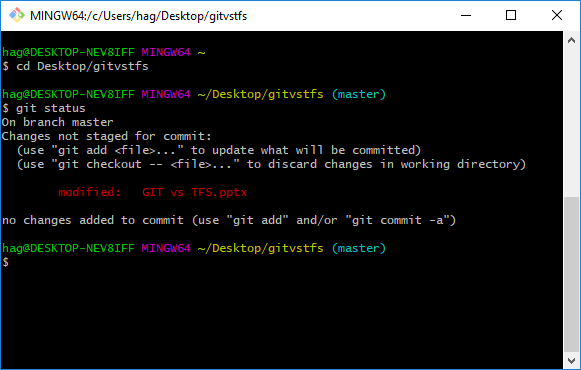 MINGW64:/c/Users/hag/Desktop/gitvstfs
hag@DESKTOP-NEV8IFF MINGW64 ~
$ cd Desktop/gitvstfs
hag@DESKTOP-NEV8IFF MINGW64 ~/Desktop/gitvstfs (master)
$ git status
On branch master
Changes not staged for commit:
  (use "git add <file>..." to update what will be committed)
  (use "git checkout -- <file>..." to discard changes in working directory)
        modified:   GIT vs TFS.pptx
no changes added to commit (use "git add" and/or "git commit -a")
hag@DESKTOP-NEV8IFF MINGW64 ~/Desktop/gitvstfs (master)
$